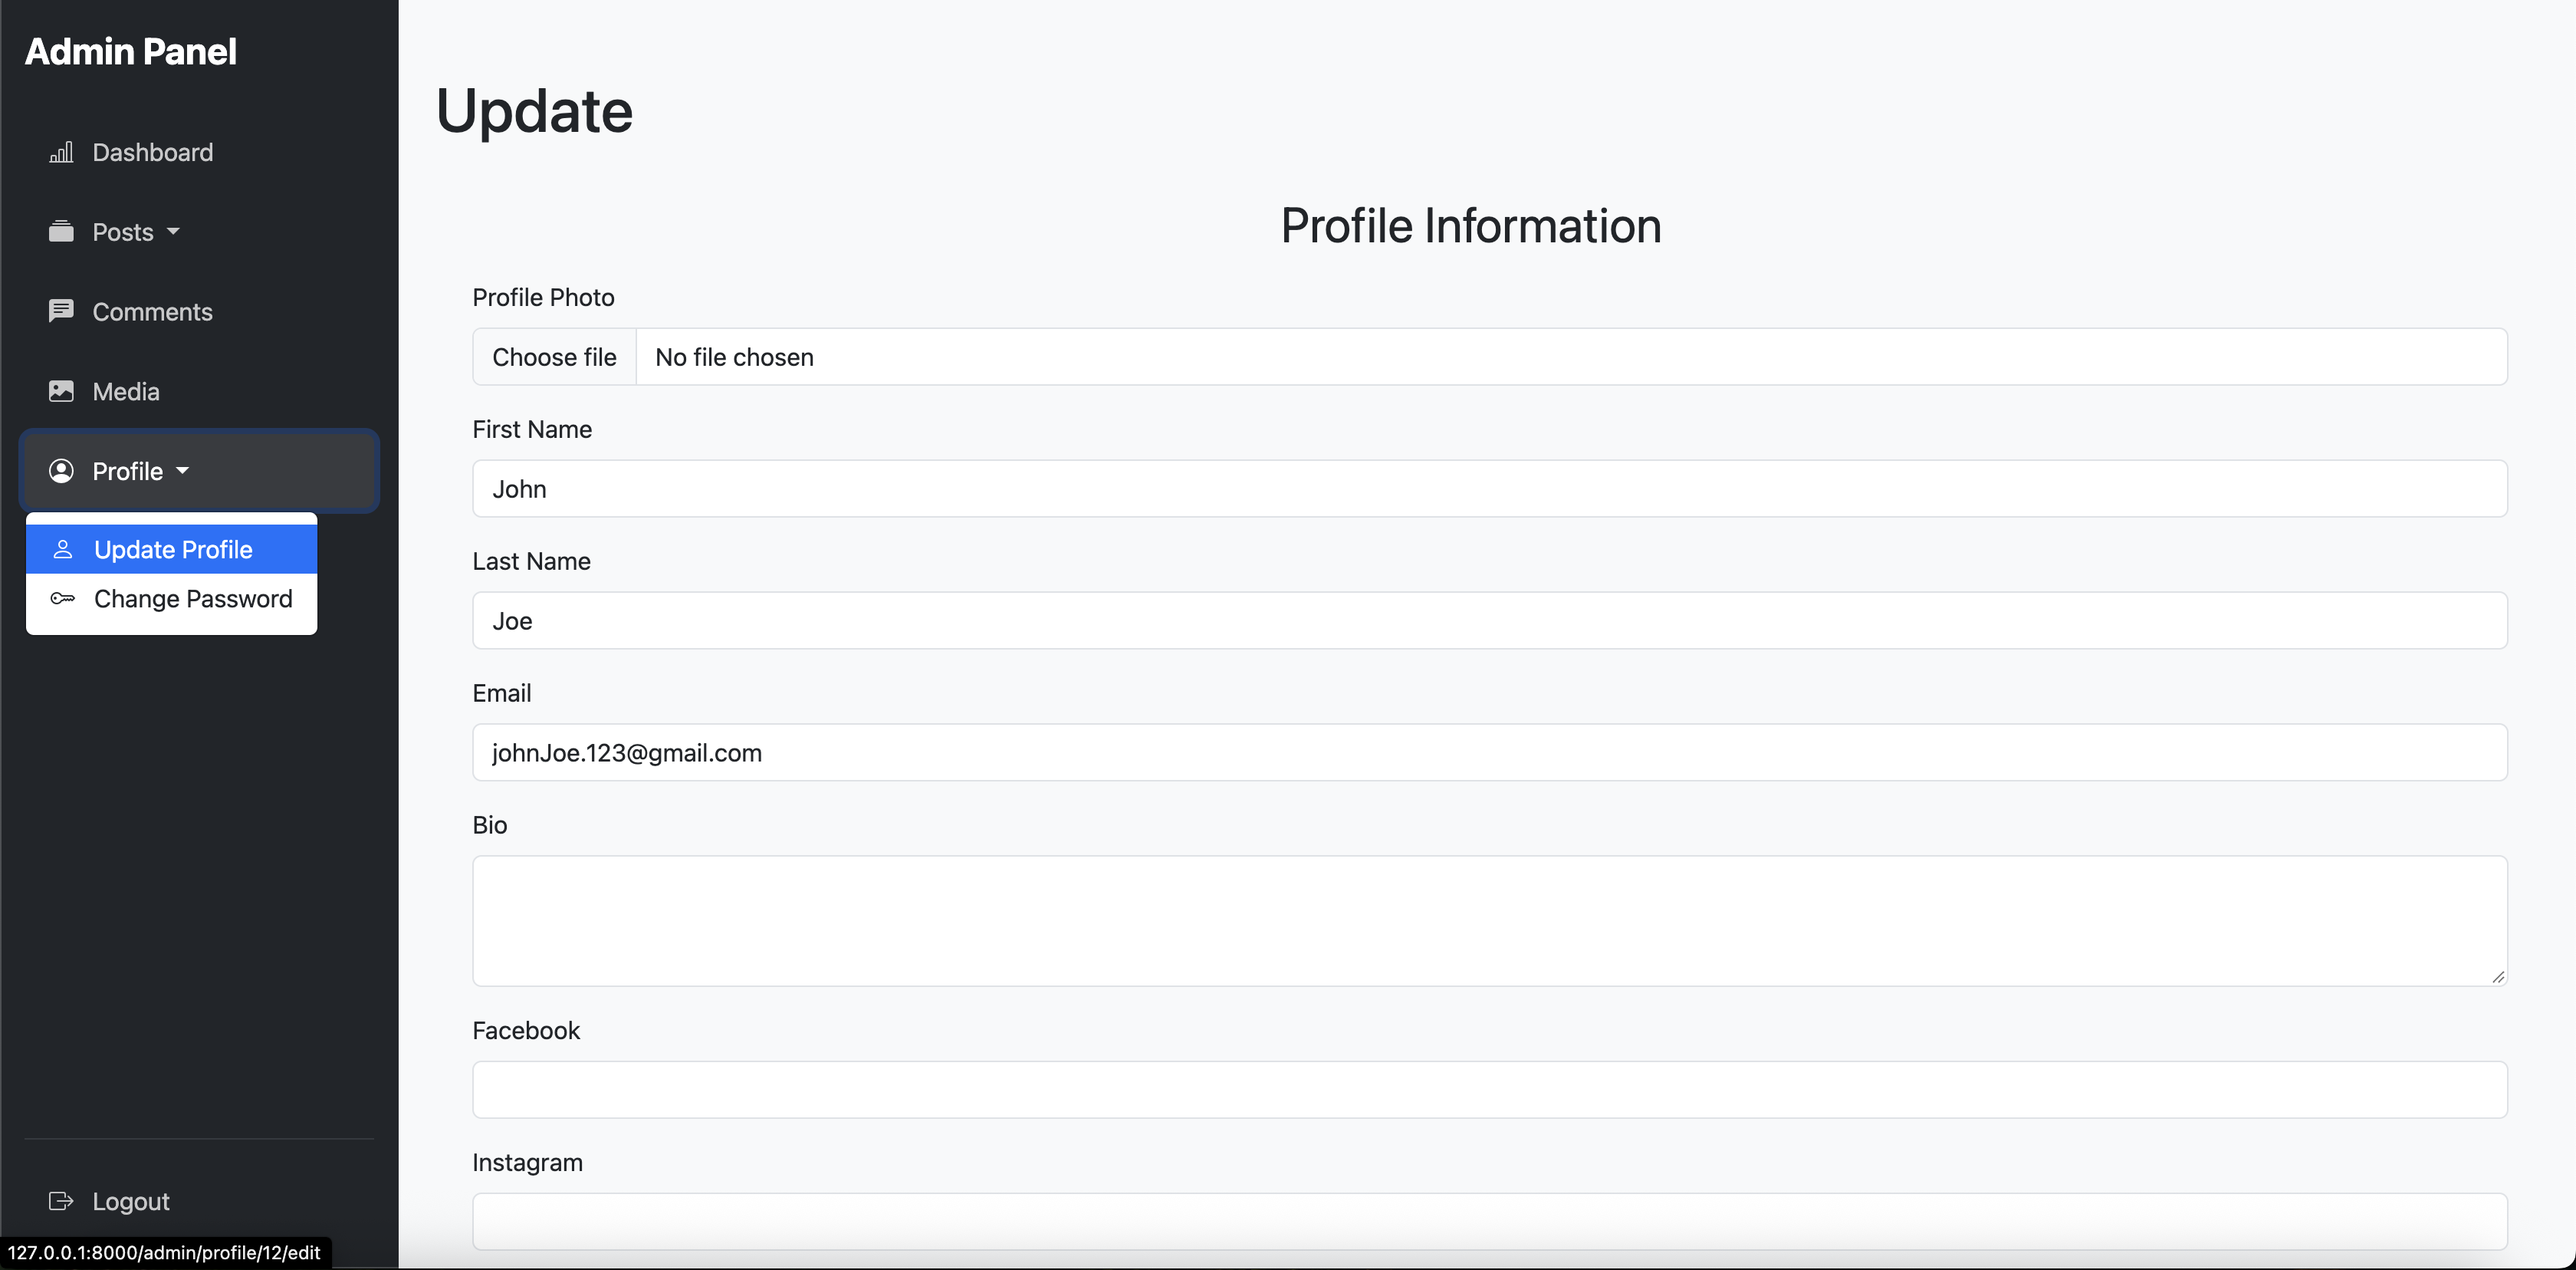 Admin Panel
Dashboard
Posts
Comments
Media
Profile
Update Profile
Change Password
Logout
127.0.0.1:8000/admin/profile/12/edit
Update
Profile Information
Profile Photo
Choose file No file chosen
First Name
John
Last Name
Joe
Email
johnJoe.123@gmail.com
Bio
Facebook
Instagram